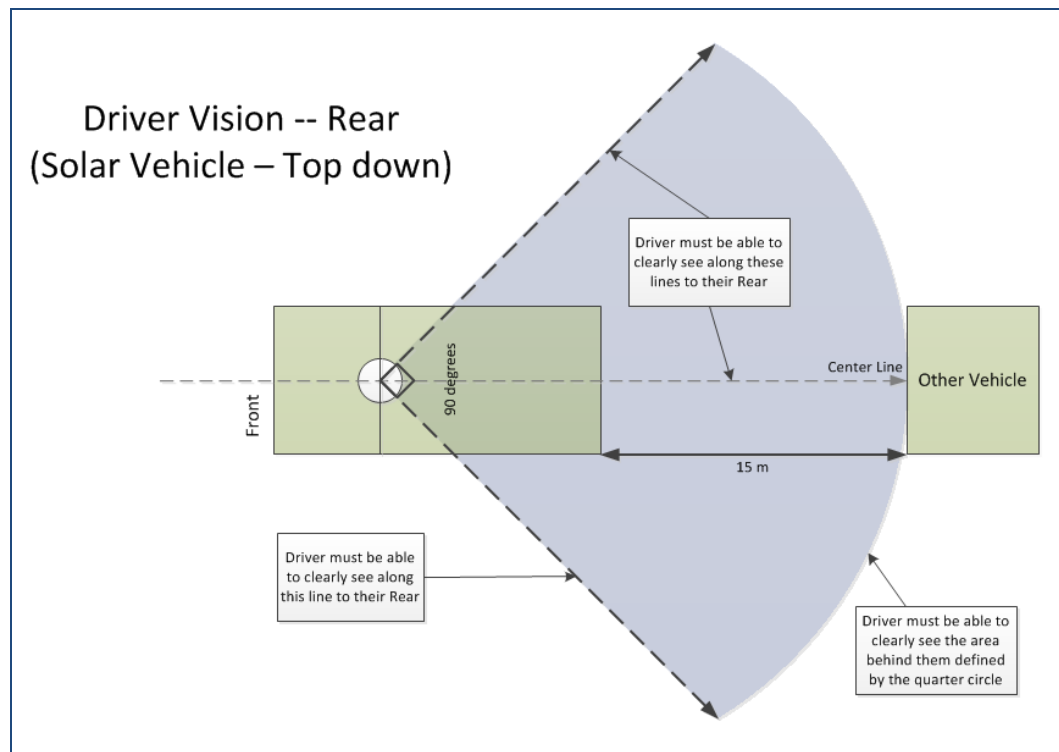 Driver Vision -- Rear
(Solar Vehicle – Top down)
Driver must be able to
clearly see along these
lines to their Rear
Front
90 degrees
Center Line
Other Vehicle
15 m
Driver must be able
to clearly see along
this line to their Rear
Driver must be able to
clearly see the area
behind them defined
by the quarter circle